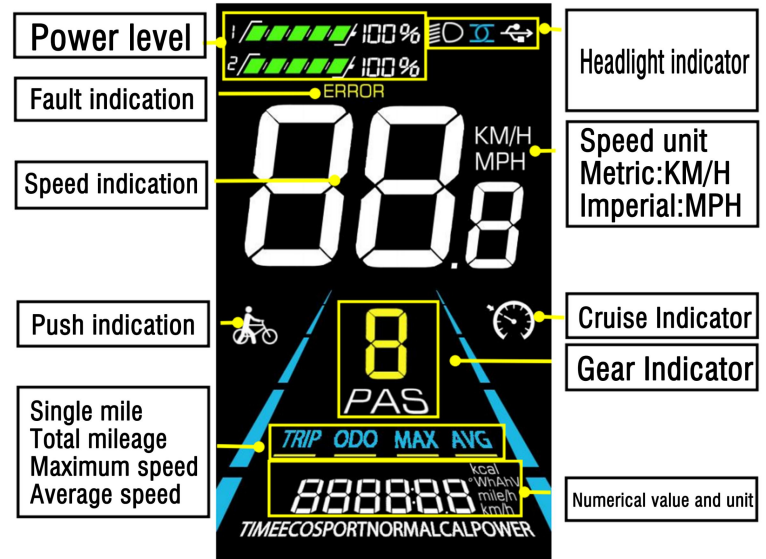 Power level
Fault indication
Speed indication
Push indication
Single mile
Total mileage
Maximum speed
Average speed
1 100%
2 100%
ERROR
88.8
KM/H
MPH
8
PAS
TRIP ODO MAX AVG
888888
kcal
°WhAhV
mile/h
km/h
TIMEECOSPORTNORMALCALPOWER
Headlight indicator
Speed unit
Metric:KM/H
Imperial:MPH
Cruise Indicator
Gear Indicator
Numerical value and unit